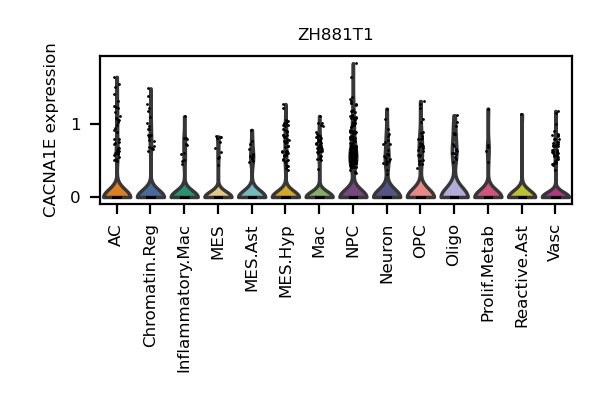 ZH881T1
CACNA1E expression
1
0
AC
Chromatin.Reg
Inflammatory.Mac
MES
MES.Ast
MES.Hyp
Mac
NPC
Neuron
OPC
Oligo
Prolif.Metab
Reactive.Ast
Vasc